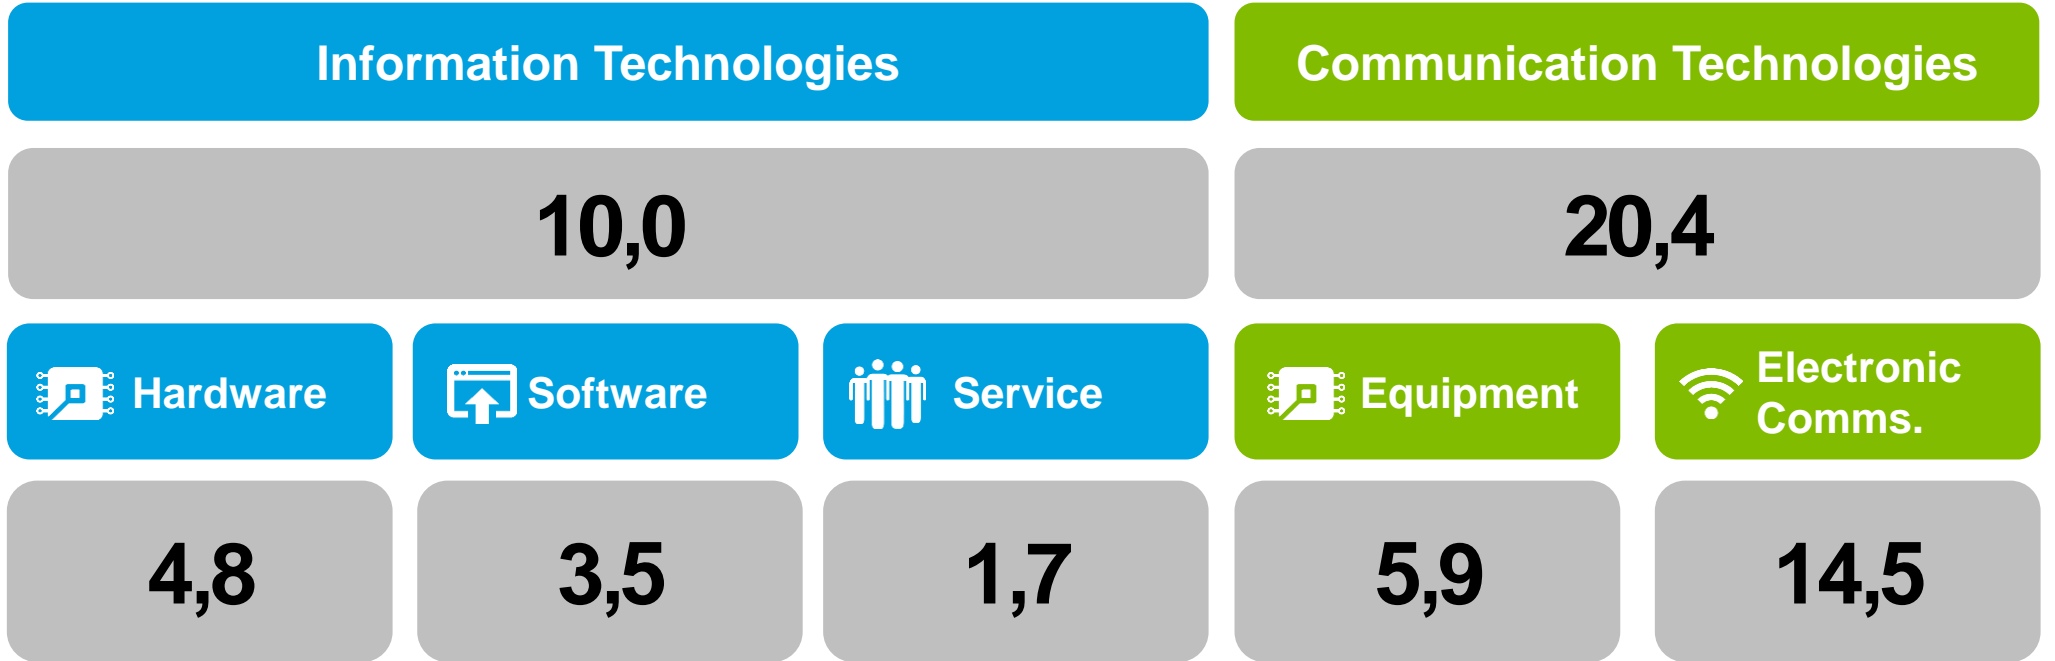 Information Technologies
Communication Technologies
10,0
20,4
Hardware
Software
Service
Equipment
Electronic
Comms.
4,8
3,5
1,7
5,9
14,5